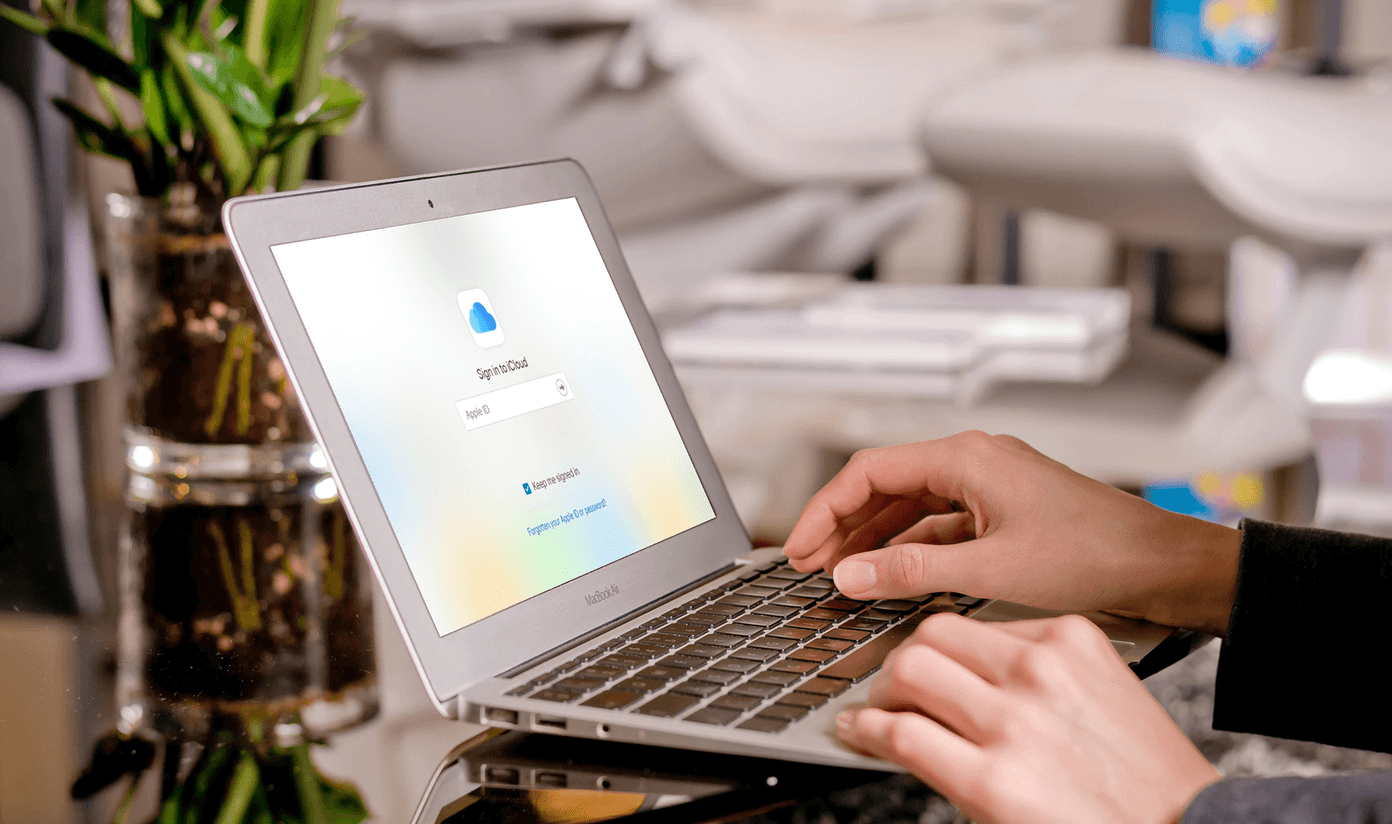 Sign in to iCloud
Apple ID
Keep me signed in
Forgotten your Apple ID or password?
MacBook Air